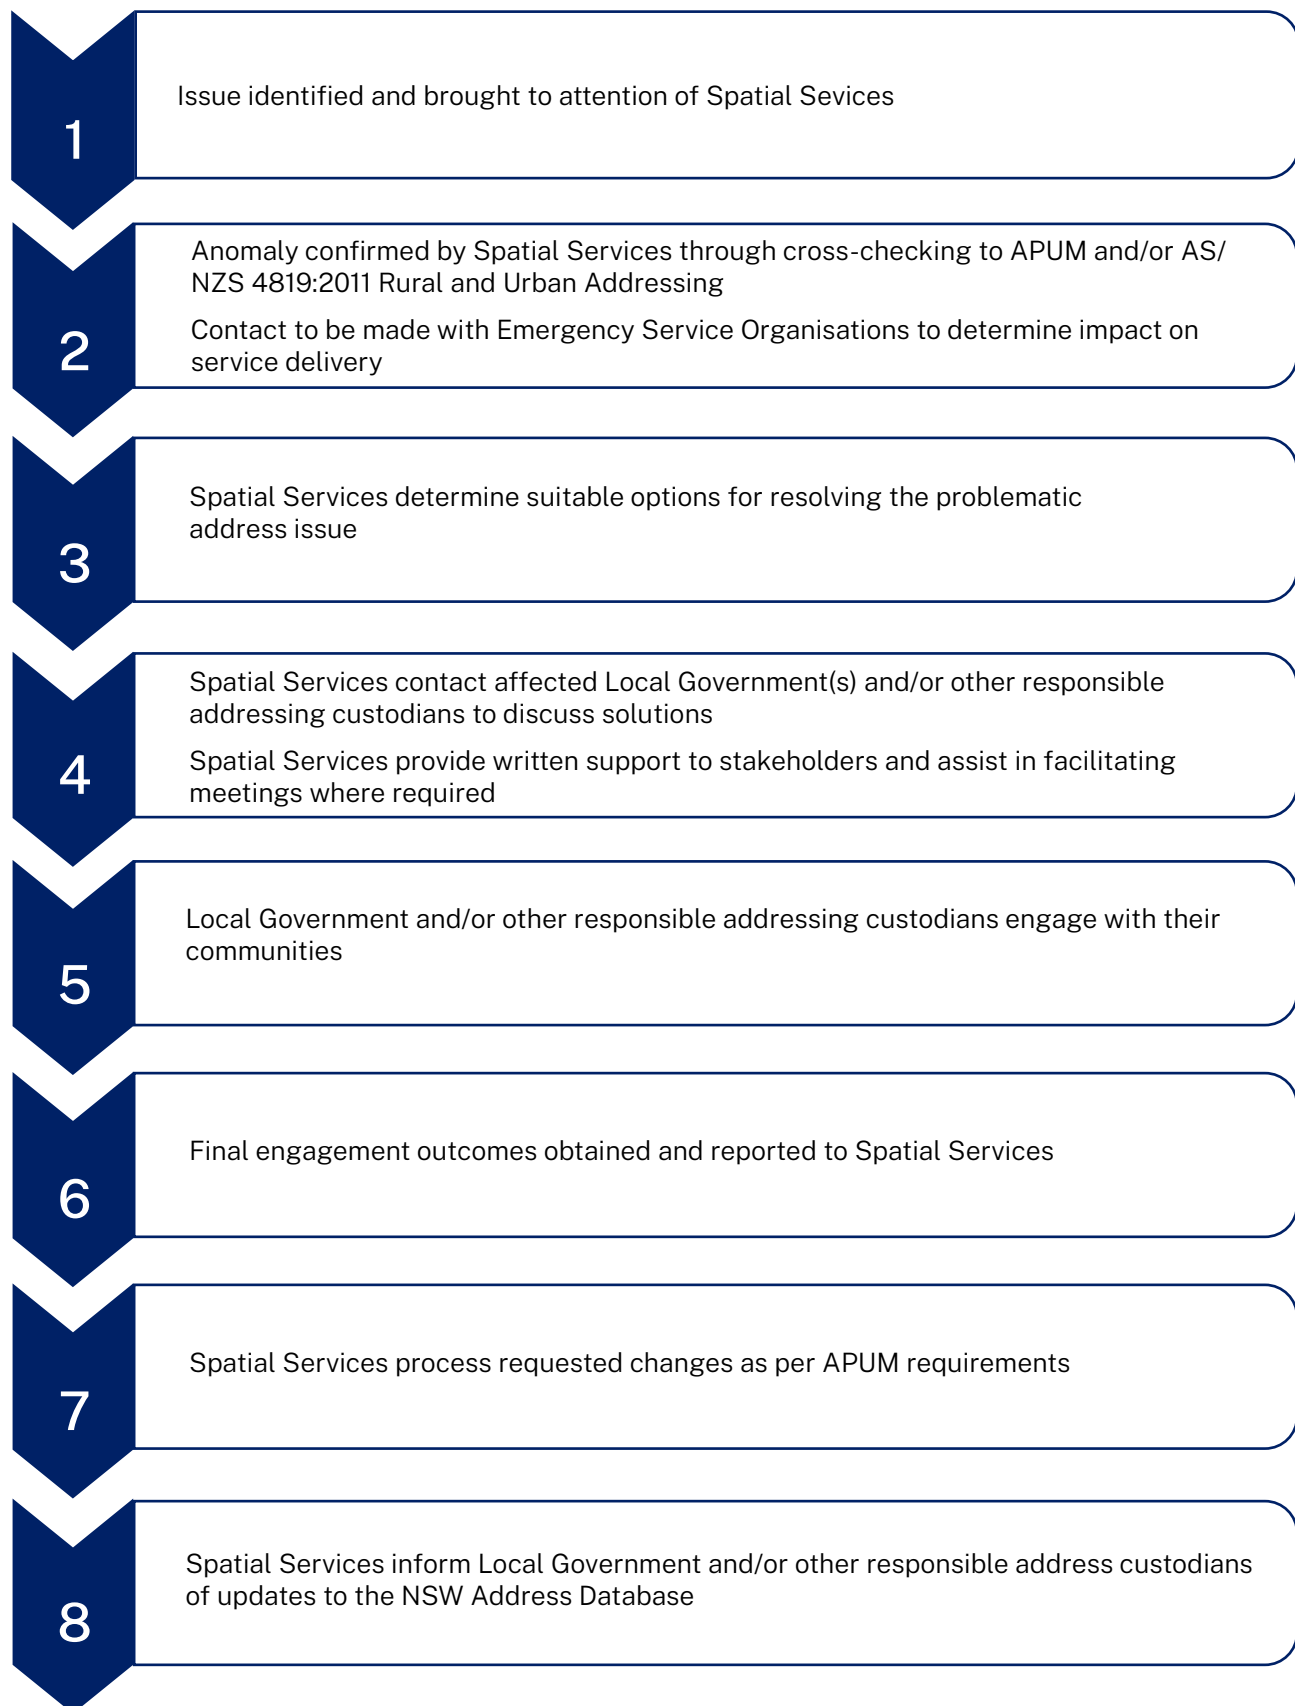 1
Issue identified and brought to attention of Spatial Sevices
2
Anomaly confirmed by Spatial Services through cross-checking to APUM and/or AS/
NZS 4819:2011 Rural and Urban Addressing
Contact to be made with Emergency Service Organisations to determine impact on
service delivery
3
Spatial Services determine suitable options for resolving the problematic
address issue
4
Spatial Services contact affected Local Government(s) and/or other responsible
addressing custodians to discuss solutions
Spatial Services provide written support to stakeholders and assist in facilitating
meetings where required
5
Local Government and/or other responsible addressing custodians engage with their
communities
6
Final engagement outcomes obtained and reported to Spatial Services
7
Spatial Services process requested changes as per APUM requirements
8
Spatial Services inform Local Government and/or other responsible address custodians
of updates to the NSW Address Database